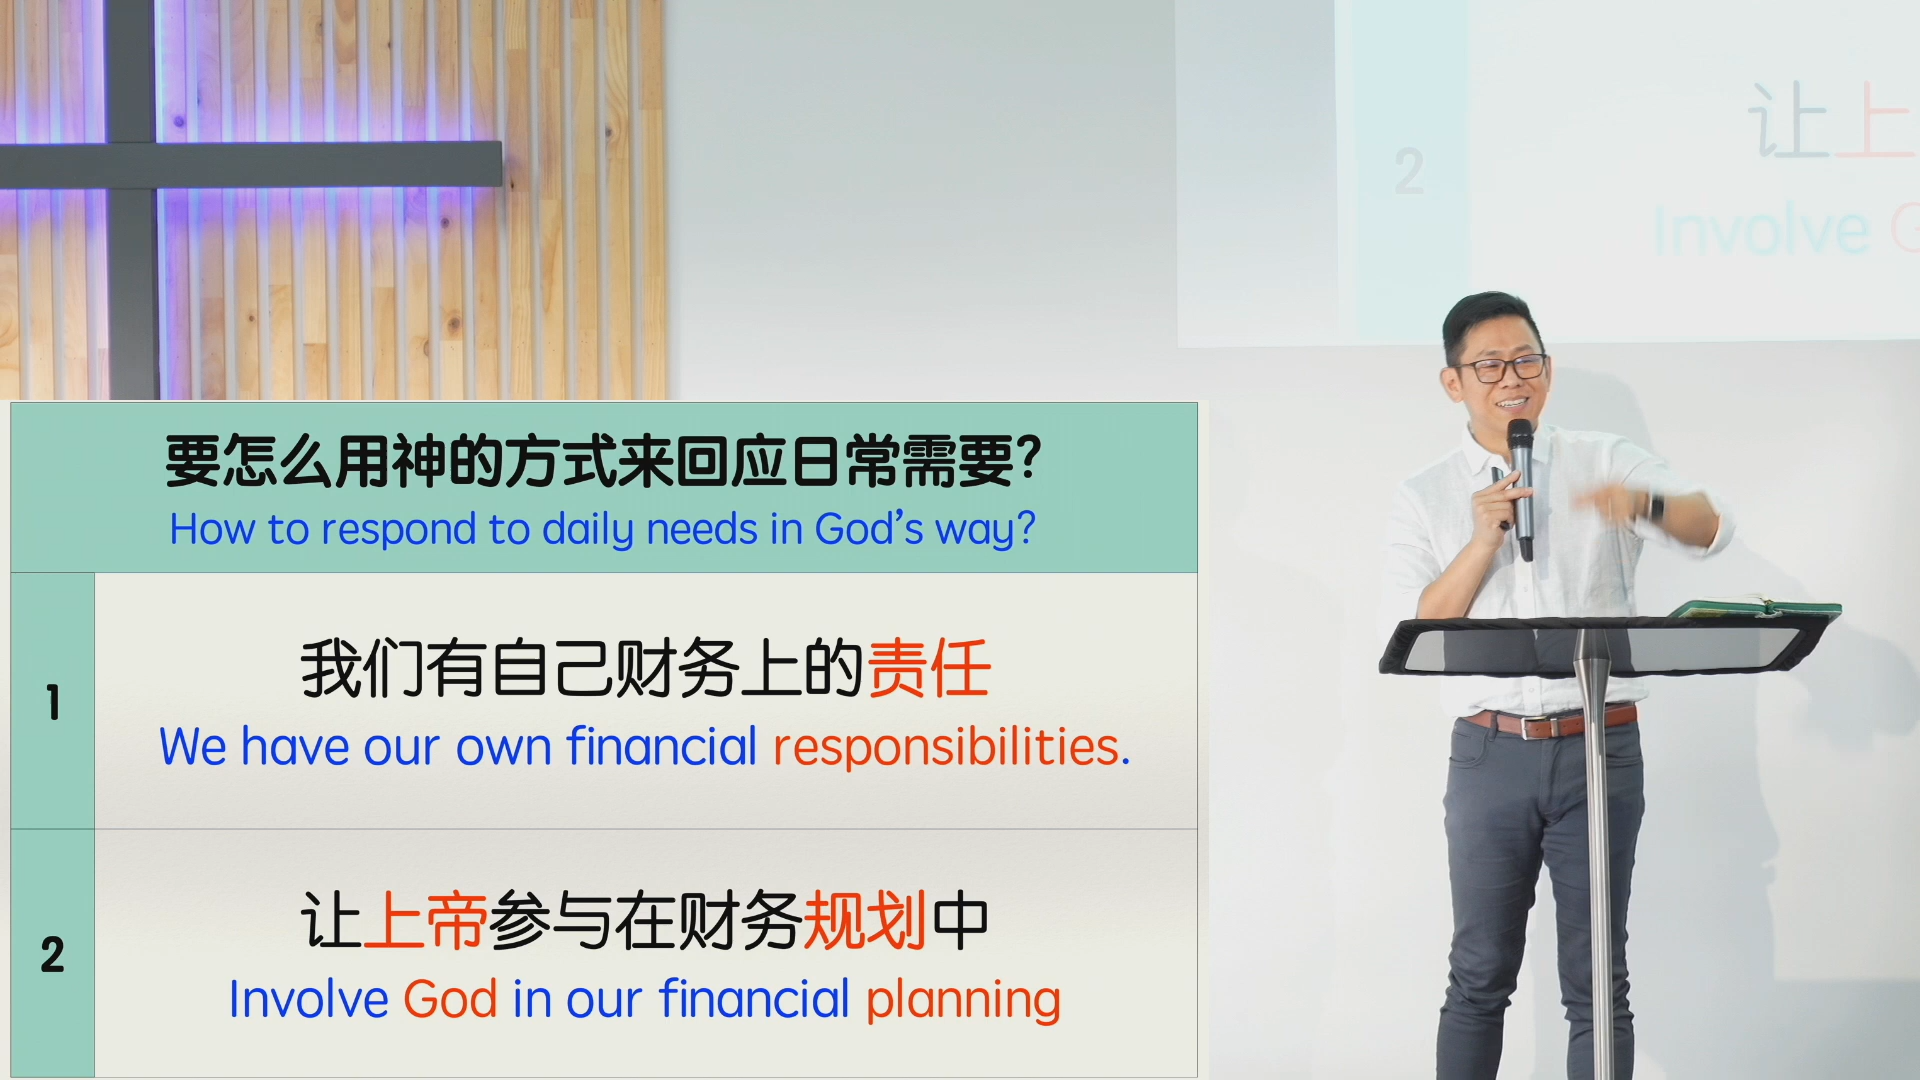 要怎么用神的方式来回应日常需要?
How to respond to daily needs in God's way?
1
我们有自己财务上的责任
We have our own financial responsibilities.
2
让上帝参与在财务规划中
Involve God in our financial planning
2
让上
Involve G